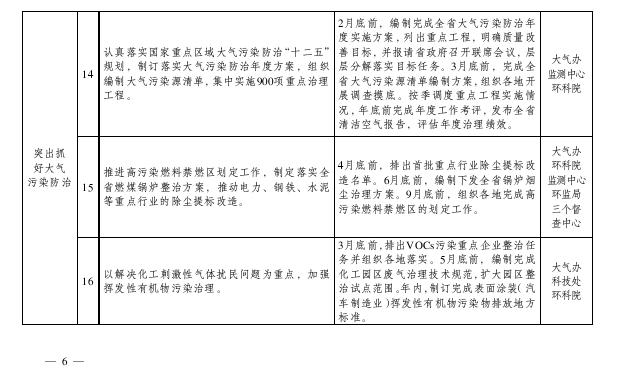 突出抓
好大气
污染防治
14
认真落实国家重点区域大气污染防治“十二五”
规划，制订落实大气污染防治年度方案，组织
编制大气污染源清单，集中实施900项重点治理
工程。
2月底前，编制完成全省大气污染防治年
度实施方案，列出重点工程，明确质量改
善目标，并报请省政府召开联席会议，层
层分解落实目标任务。3月底前，完成全
省大气污染源清单编制方案，组织各地开
展调查摸底。按季调度重点工程实施情
况，年底前完成年度工作考评，发布全省
清洁空气报告，评估年度治理绩效。
大气办
监测中心
环科院
15
推进高污染燃料禁燃区划定工作，制定落实全
省燃煤锅炉整治方案，推动电力、钢铁、水泥
等重点行业的除尘提标改造。
4月底前，排出首批重点行业除尘提标改
造名单。6月底前，编制下发全省锅炉烟
尘治理方案。9月底前，组织各地完成高
污染燃料禁燃区的划定工作。
大气办
环科院
监测中心
环监局
三个督
查中心
16
以解决化工刺激性气体扰民问题为重点，加强
挥发性有机物污染治理。
3月底前，排出VOCs污染重点企业整治任
务并组织各地落实。5月底前，编制完成
化工园区废气治理技术规范，扩大园区整
治试点范围。年内，制订完成表面涂装（汽
车制造业）挥发性有机物污染物排放地方
标准。
大气办
科技处
环科院
— 6 —